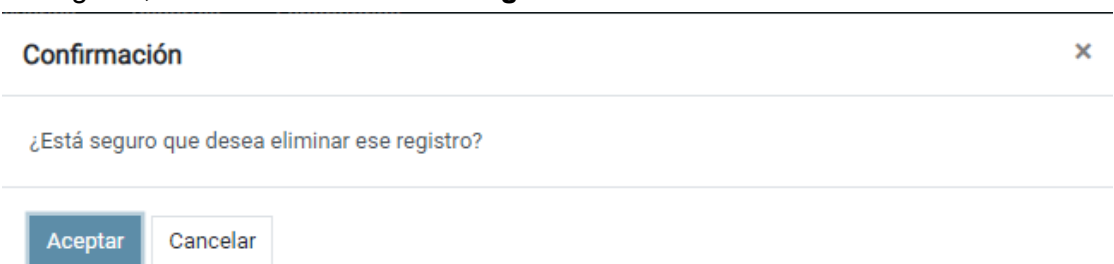 Confirmación ×
¿Está seguro que desea eliminar ese registro?
Aceptar Cancelar